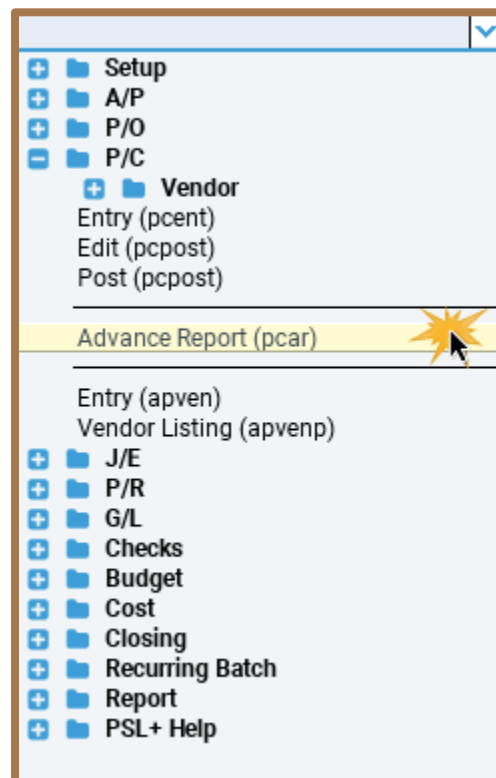 Setup
A/P
P/O
P/C
Vendor
Entry (pcent)
Edit (pcpost)
Post (pcpost)
Advance Report (pcar)
Entry (apven)
Vendor Listing (apvenp)
J/E
P/R
G/L
Checks
Budget
Cost
Closing
Recurring Batch
Report
PSL+ Help